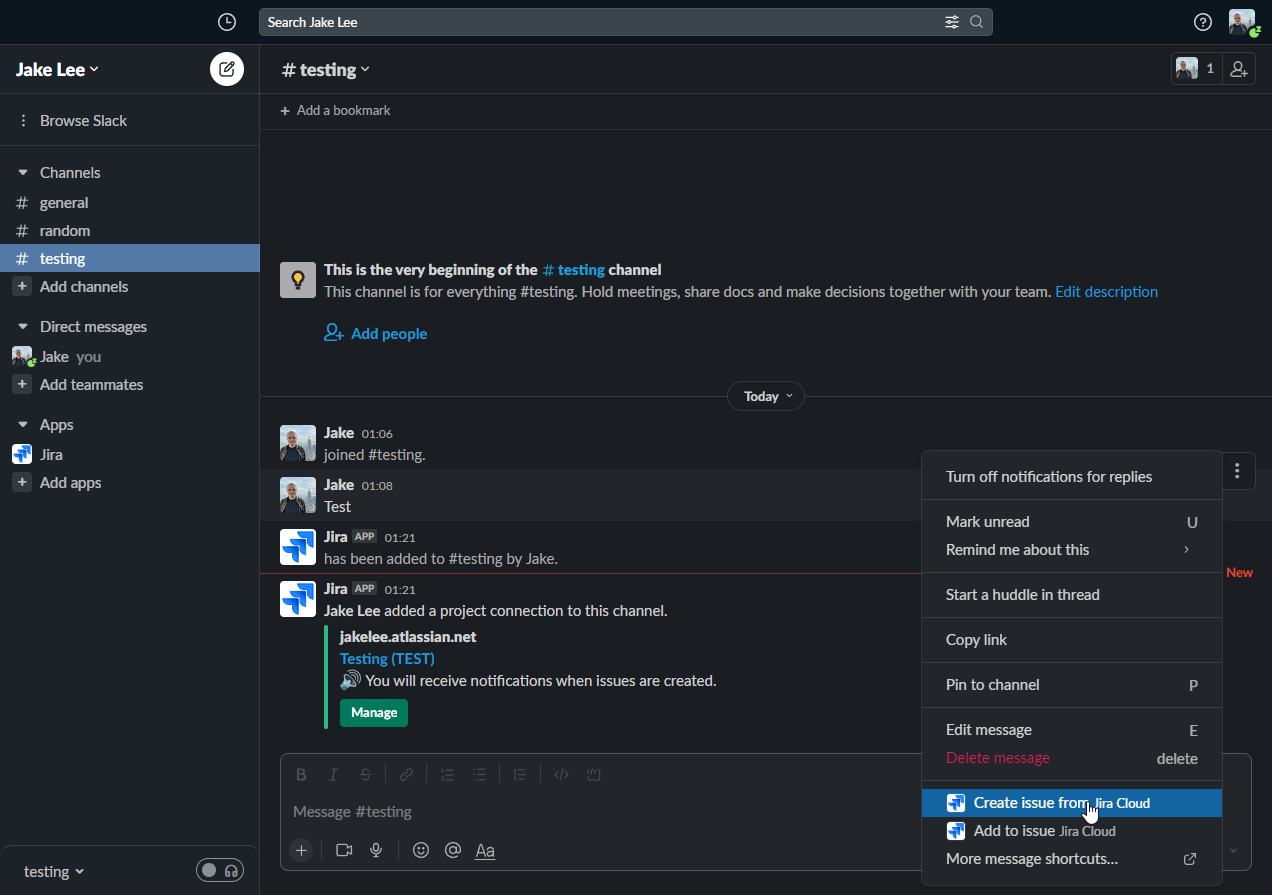 Search Jake Lee
Jake Lee
# testing
1
Add a bookmark
Browse Slack
Channels
# general
# random
# testing
Add channels
Direct messages
Jake you
Add teammates
Apps
Jira
Add apps
This is the very beginning of the # testing channel
This channel is for everything #testing. Hold meetings, share docs and make decisions together with your team. Edit description
Add people
Today
Jake 01:06
joined #testing.
Jake 01:08
Test
Jira APP 01:21
has been added to #testing by Jake.
New
Jira APP 01:21
Jake Lee added a project connection to this channel.
jakelee.atlassian.net
Testing (TEST)
You will receive notifications when issues are created.
Manage
B I S
Message #testing
Aa
testing
Turn off notifications for replies
Mark unread U
Remind me about this
Start a huddle in thread
Copy link
Pin to channel P
Edit message E
Delete message delete
Create issue from Jira Cloud
Add to issue Jira Cloud
More message shortcuts...